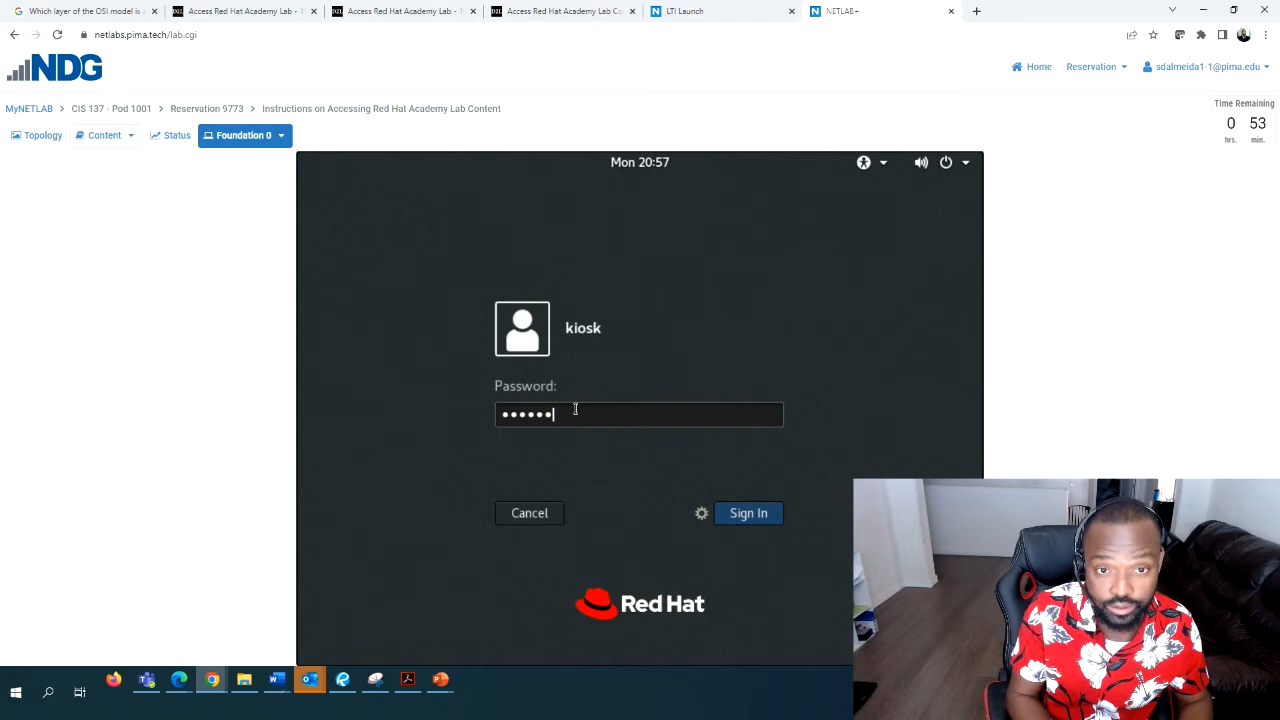 Which layer of the OSI model is
Access Red Hat Academy Lab - 
Access Red Hat Academy Lab - 
Access Red Hat Academy Lab Co
LTI Launch
NETLAB+
netlabs.pima.tech/lab.cgi
NDG
Home
Reservation
sdalmeida1-1@pima.edu
MyNETLAB > CIS 137 - Pod 1001 > Reservation 9773 > Instructions on Accessing Red Hat Academy Lab Content
Time Remaining
0 53
hrs. min.
Topology
Content
Status
Foundation 0
Mon 20:57
kiosk
Password:
••••••
Cancel
Sign In
Red Hat